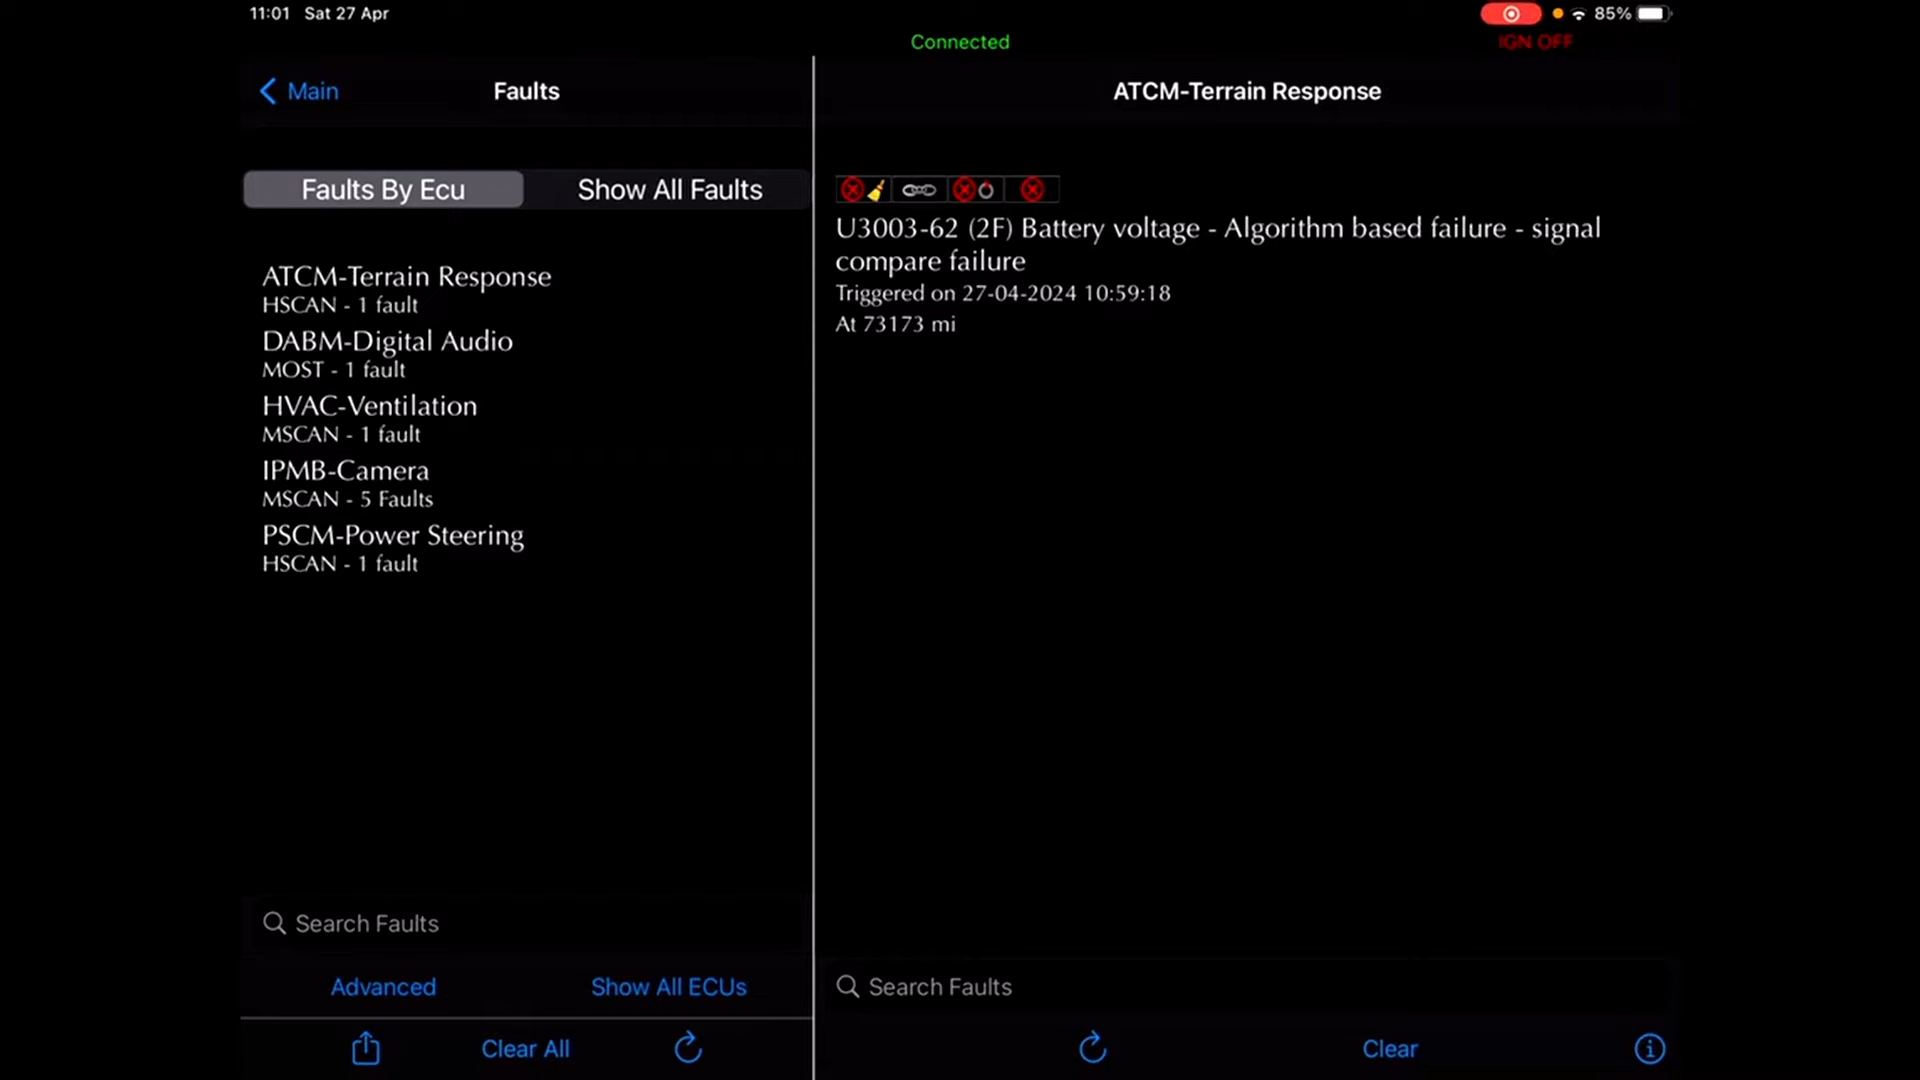 11:01 Sat 27 Apr
85%
Connected
IGN OFF
Main
Faults
ATCM-Terrain Response
Faults By Ecu
Show All Faults
ATCM-Terrain Response
HSCAN - 1 fault
DABM-Digital Audio
MOST - 1 fault
HVAC-Ventilation
MSCAN - 1 fault
IPMB-Camera
MSCAN - 5 Faults
PSCM-Power Steering
HSCAN - 1 fault
U3003-62 (2F) Battery voltage - Algorithm based failure - signal
compare failure
Triggered on 27-04-2024 10:59:18
At 73173 mi
Search Faults
Advanced
Show All ECUs
Clear All
Search Faults
Clear